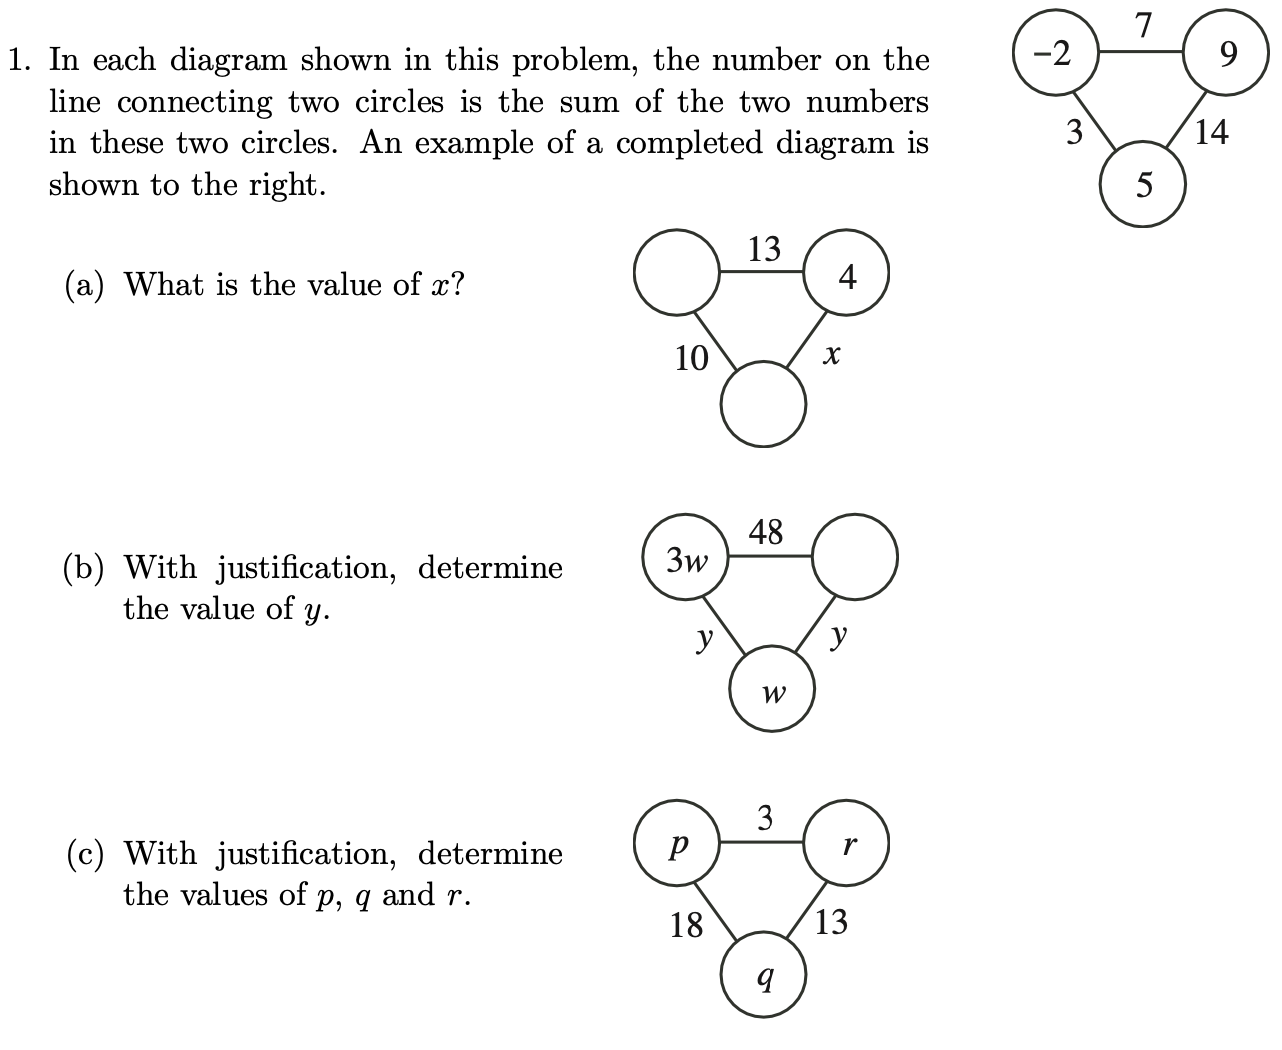 1. In each diagram shown in this problem, the number on the
line connecting two circles is the sum of the two numbers
in these two circles. An example of a completed diagram is
shown to the right.
−2 7 9
3 14
5
(a) What is the value of x?
13
4
10 x
(b) With justification, determine
the value of y.
3w 48
y y
w
(c) With justification, determine
the values of p, q and r.
p 3 r
18 13
q